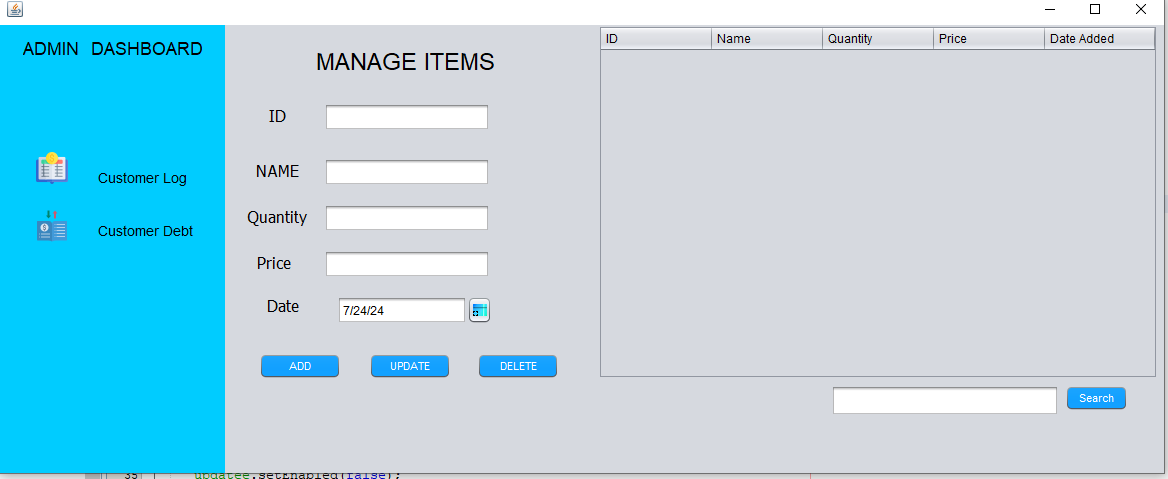 ADMIN DASHBOARD
Customer Log
Customer Debt
MANAGE ITEMS
ID
NAME
Quantity
Price
Date 7/24/24
ADD UPDATE DELETE
ID Name Quantity Price Date Added
Search
35 updatee.setEnabled(false);